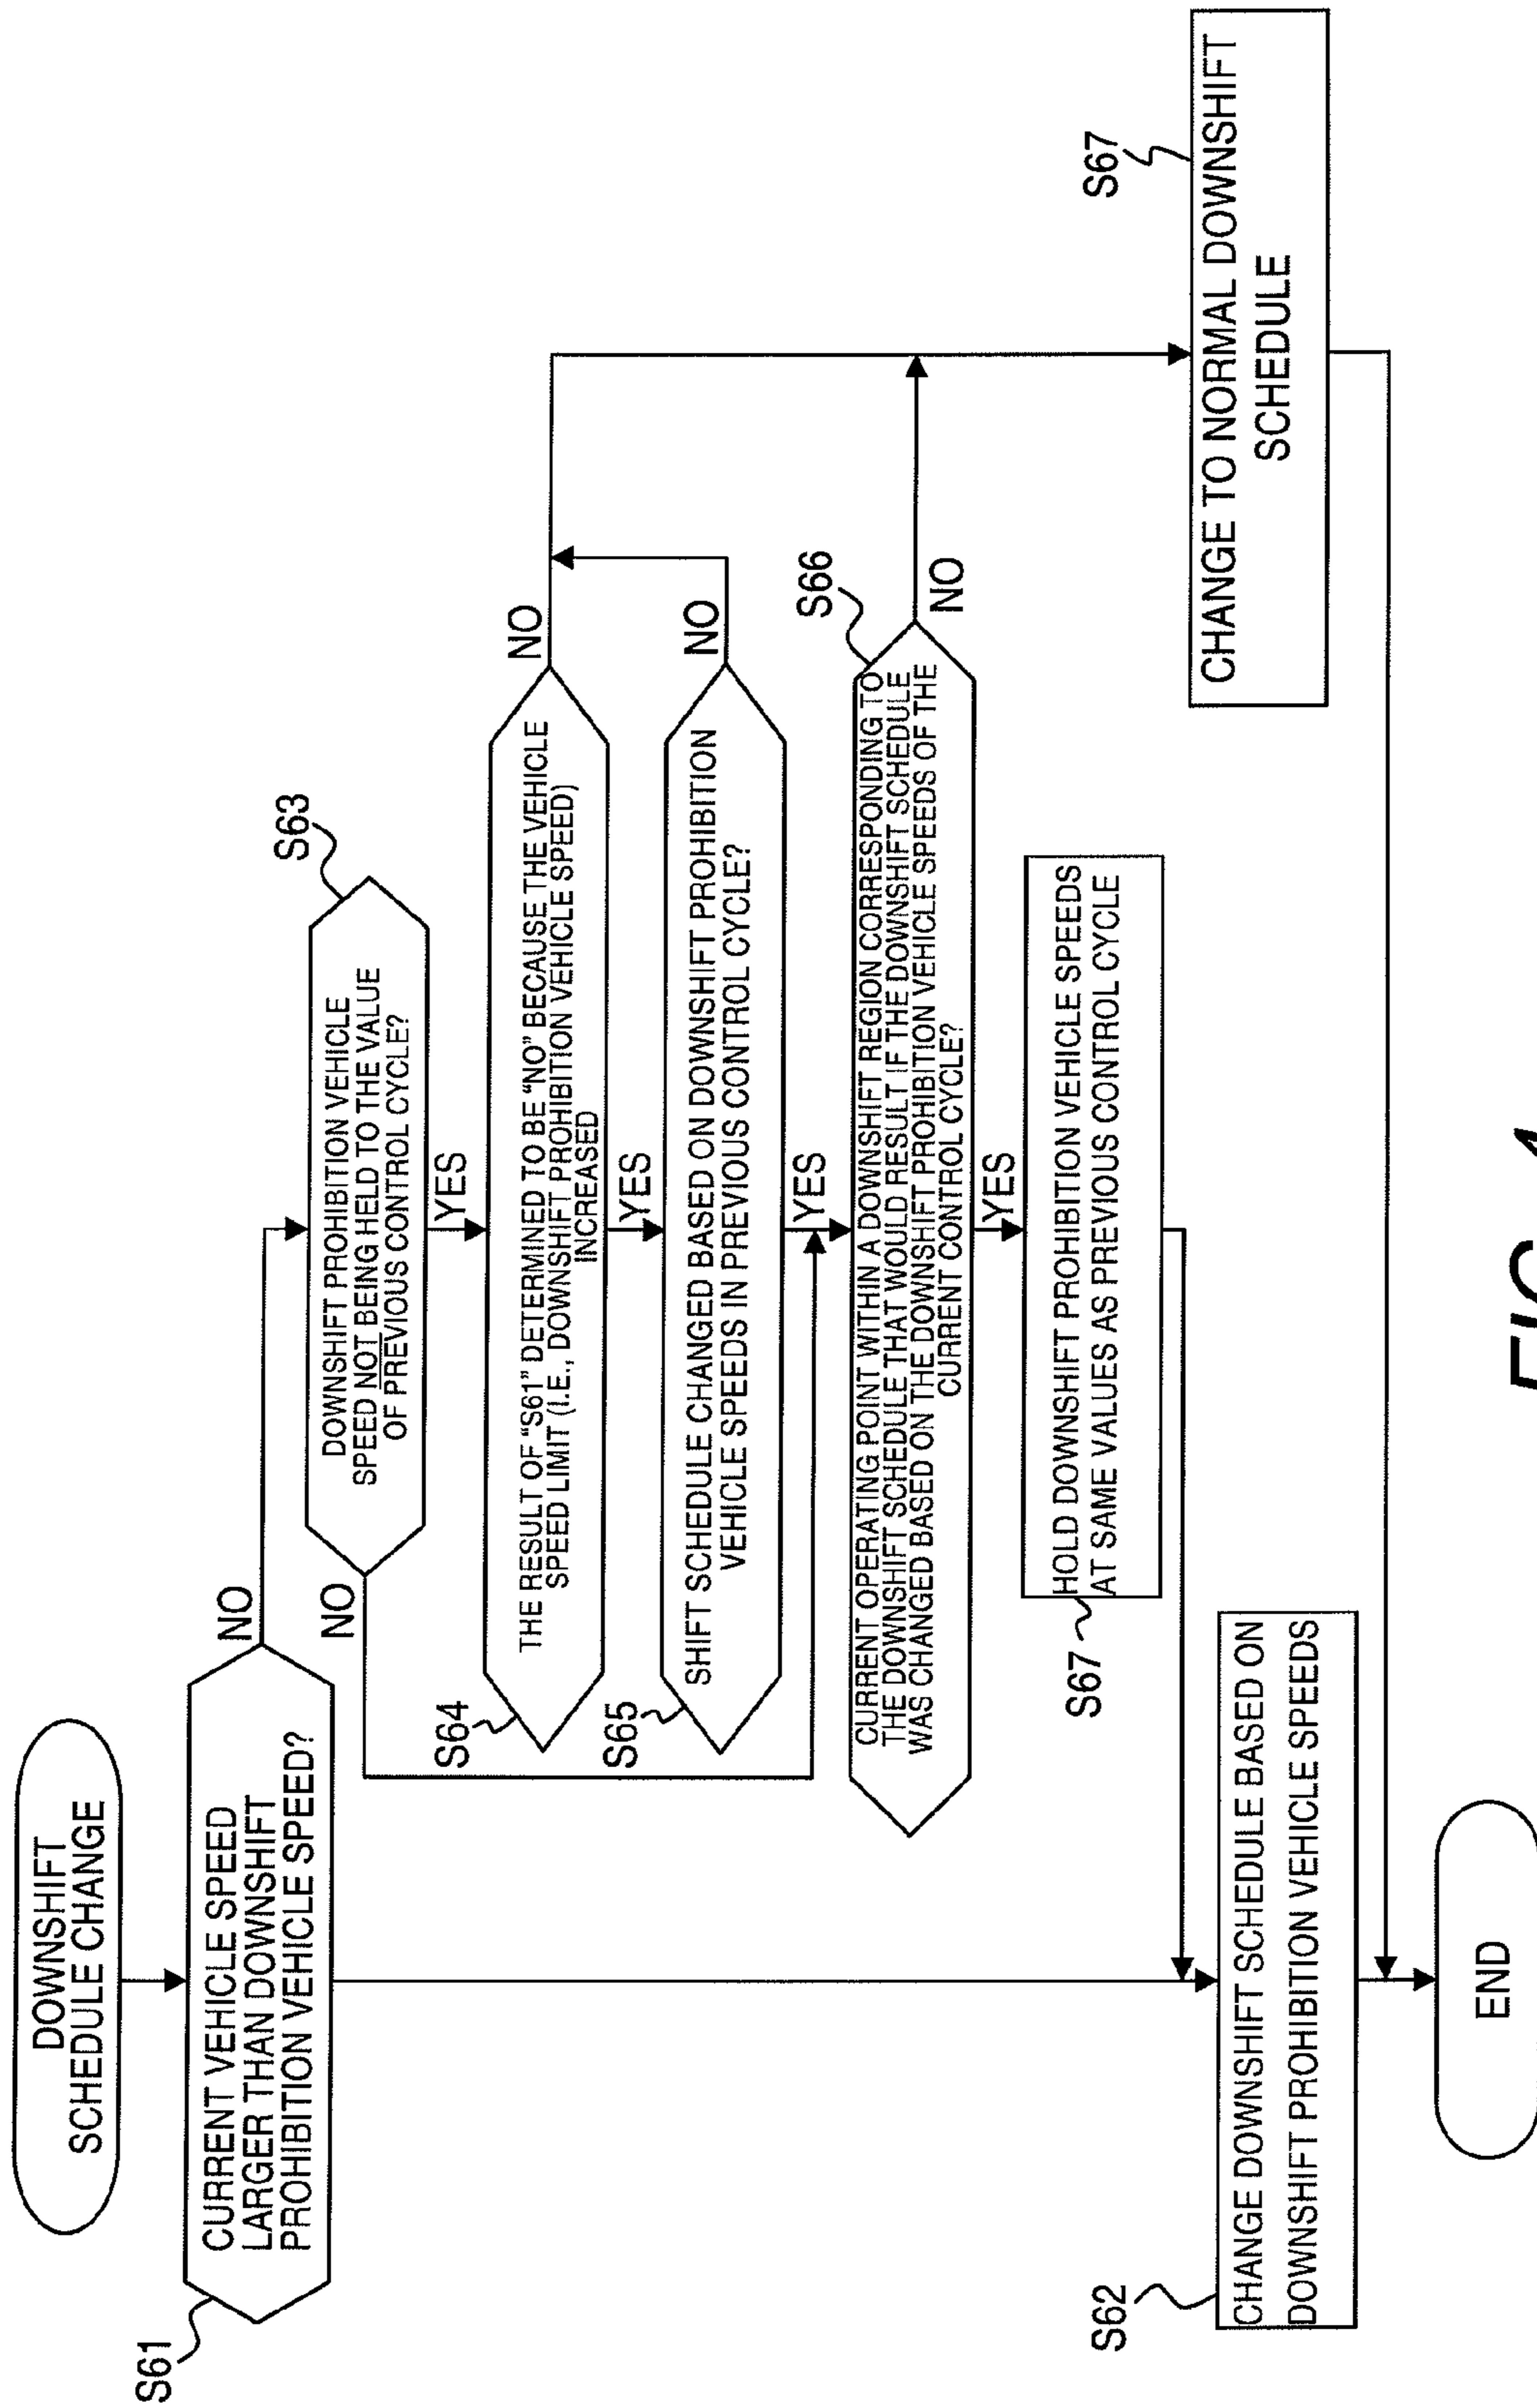 DOWNSHIFT
SCHEDULE CHANGE
S61
CURRENT VEHICLE SPEED
LARGER THAN DOWNSHIFT
PROHIBITION VEHICLE SPEED?
NO
S63
DOWNSHIFT PROHIBITION VEHICLE
SPEED NOT BEING HELD TO THE VALUE
OF PREVIOUS CONTROL CYCLE?
NO
YES
S64
THE RESULT OF "S61" DETERMINED TO BE "NO" BECAUSE THE VEHICLE
SPEED LIMIT (I.E., DOWNSHIFT PROHIBITION VEHICLE SPEED)
INCREASED
NO
YES
S65
SHIFT SCHEDULE CHANGED BASED ON DOWNSHIFT PROHIBITION
VEHICLE SPEEDS IN PREVIOUS CONTROL CYCLE?
NO
YES
S66
CURRENT OPERATING POINT WITHIN A DOWNSHIFT REGION CORRESPONDING TO
THE DOWNSHIFT SCHEDULE THAT WOULD RESULT IF THE DOWNSHIFT SCHEDULE
WAS CHANGED BASED ON THE DOWNSHIFT PROHIBITION VEHICLE SPEEDS OF THE
CURRENT CONTROL CYCLE?
NO
YES
S67
HOLD DOWNSHIFT PROHIBITION VEHICLE SPEEDS
AT SAME VALUES AS PREVIOUS CONTROL CYCLE
S67
CHANGE TO NORMAL DOWNSHIFT
SCHEDULE
S62
CHANGE DOWNSHIFT SCHEDULE BASED ON
DOWNSHIFT PROHIBITION VEHICLE SPEEDS
END